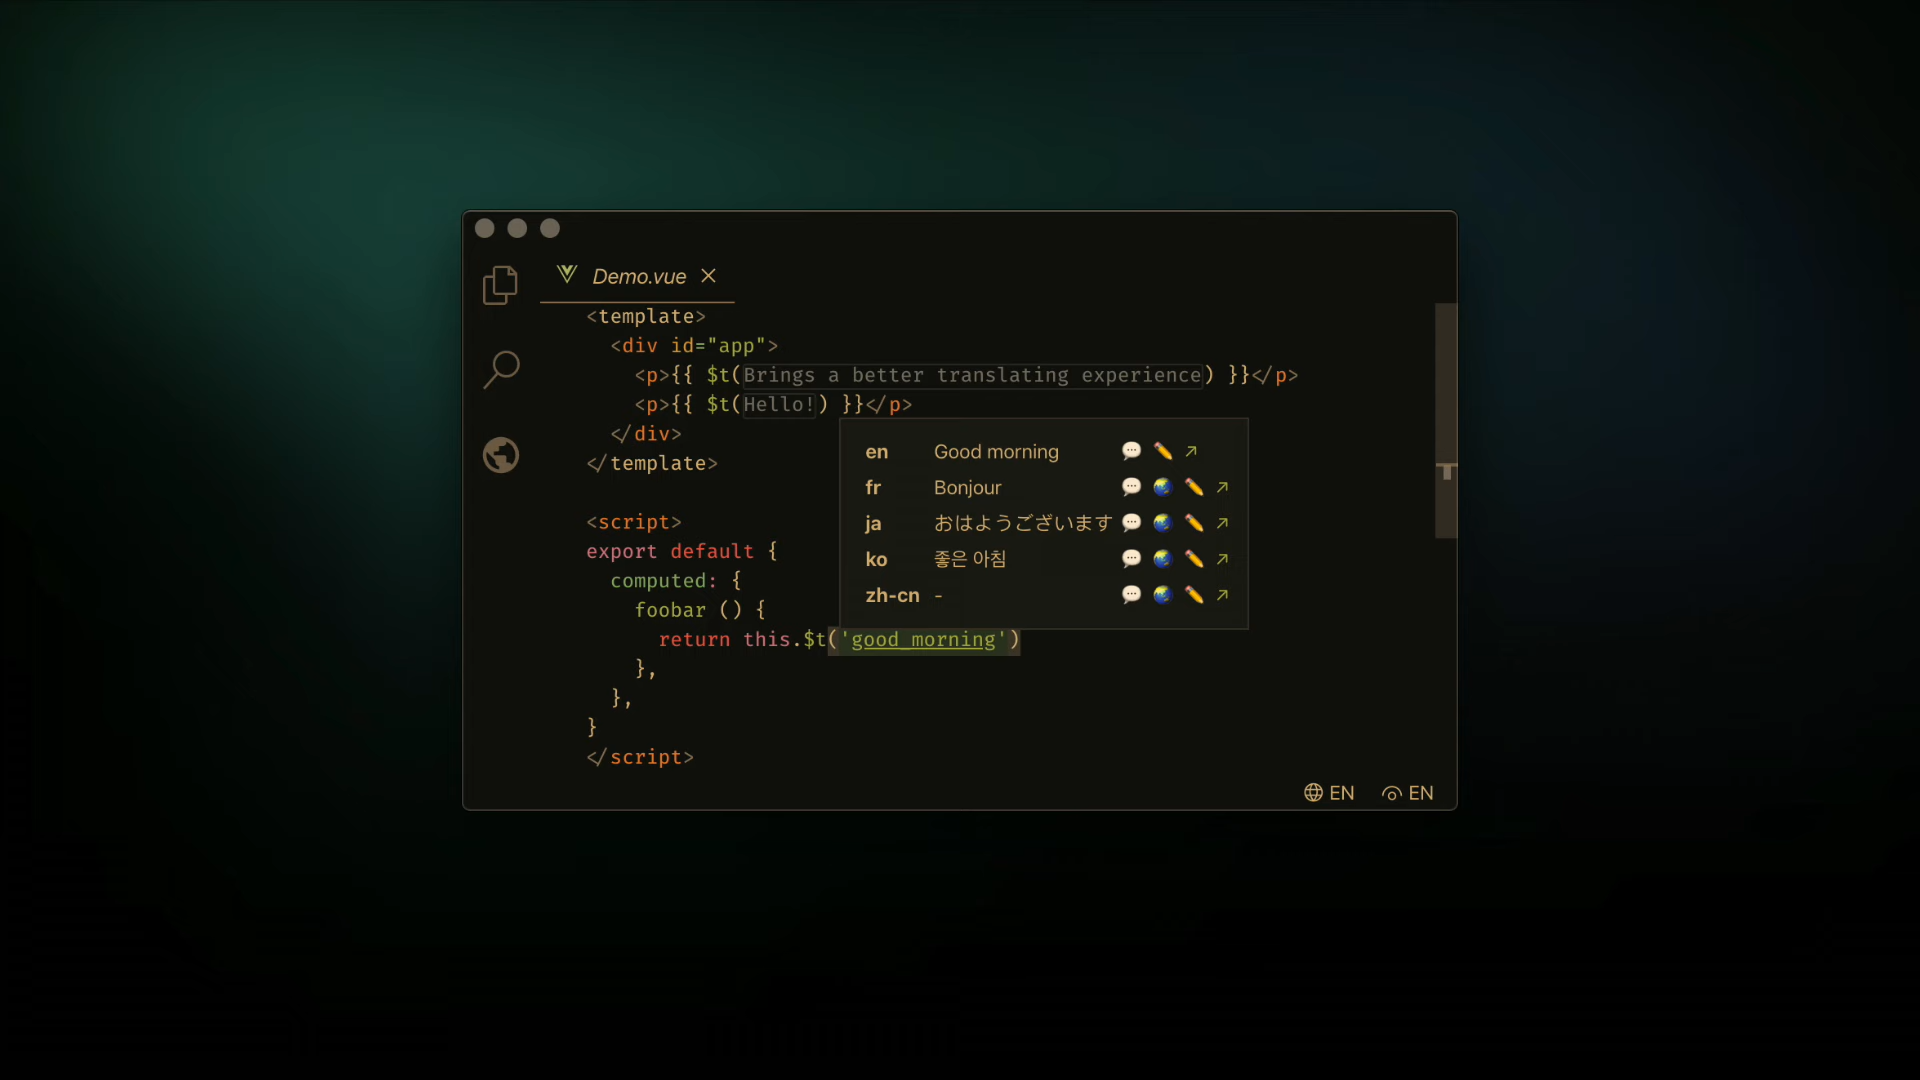 Demo.vue
<template>
<div id="app">
<p>{{ $t(Brings a better translating experience) }}</p>
<p>{{ $t(Hello!) }}</p>
</div>
</template>
en Good morning
fr Bonjour
ja おはようございます
ko 좋은 아침
zh-cn -
<script>
export default {
computed: {
foobar () {
return this.$t('good_morning')
},
},
}
</script>
EN EN